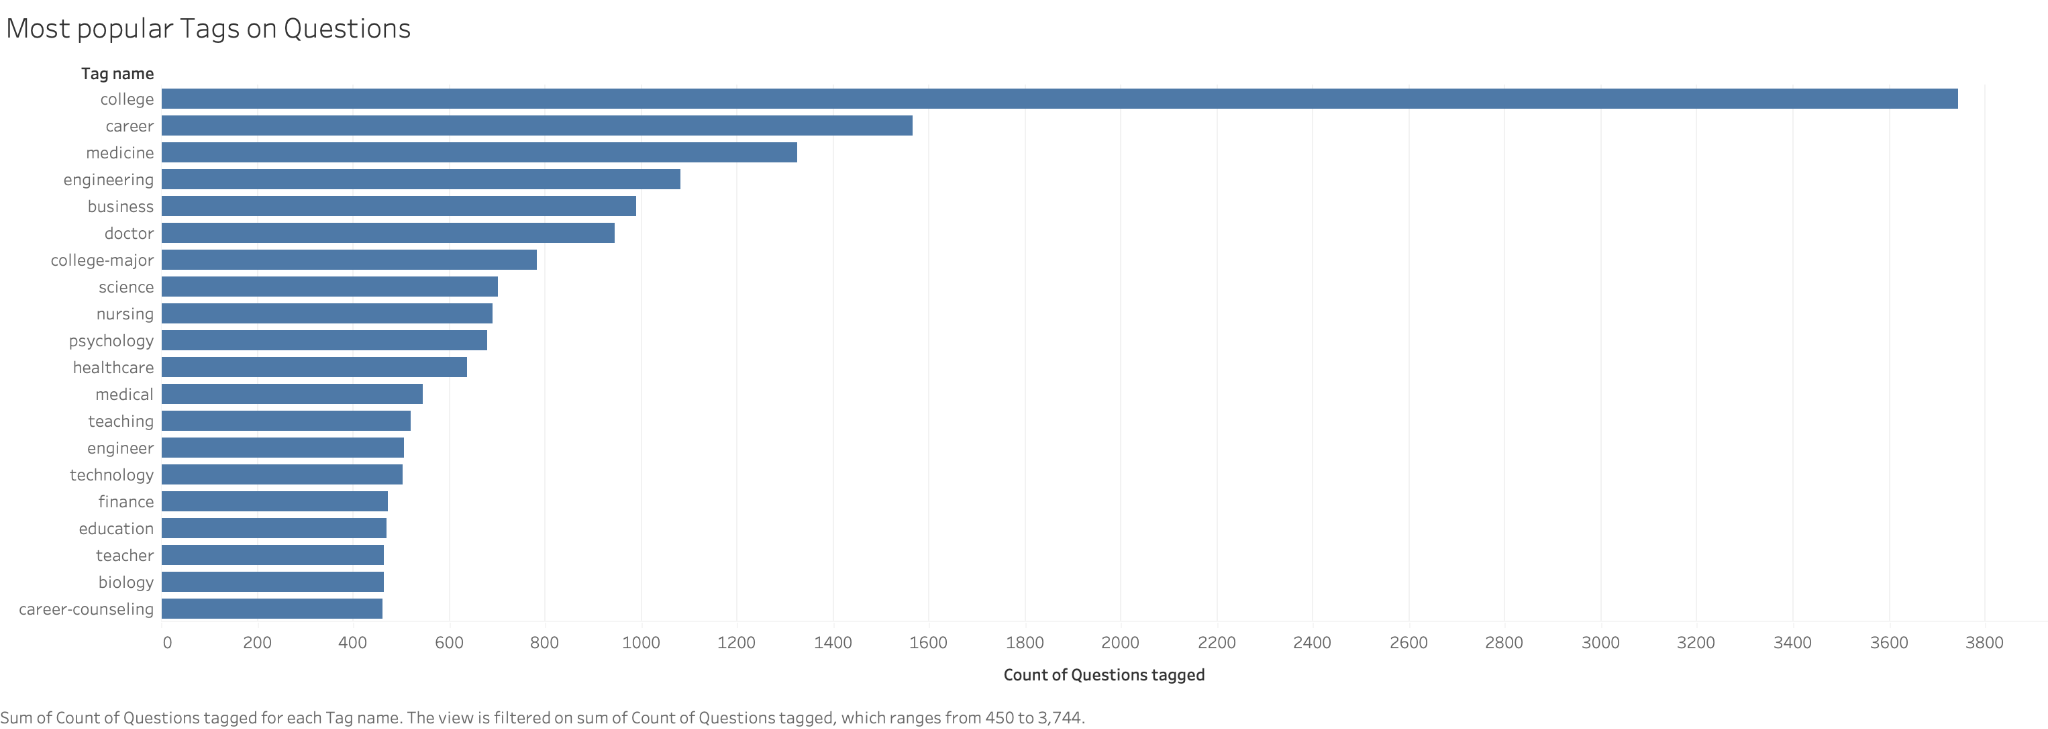 Most popular Tags on Questions
Tag name
college
career
medicine
engineering
business
doctor
college-major
science
nursing
psychology
healthcare
medical
teaching
engineer
technology
finance
education
teacher
biology
career-counseling
0 200 400 600 800 1000 1200 1400 1600 1800 2000 2200 2400 2600 2800 3000 3200 3400 3600 3800
Count of Questions tagged
Sum of Count of Questions tagged for each Tag name. The view is filtered on sum of Count of Questions tagged, which ranges from 450 to 3,744.